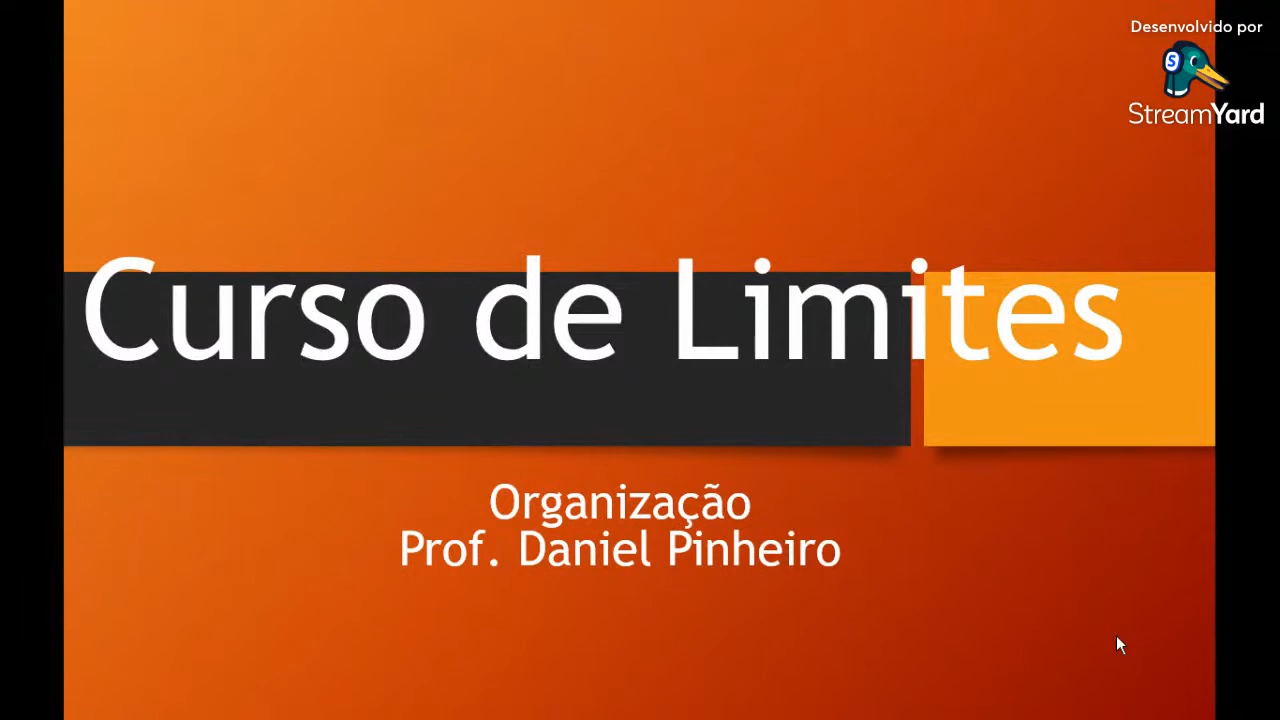 Desenvolvido por
StreamYard
Curso de Limites
Organização
Prof. Daniel Pinheiro